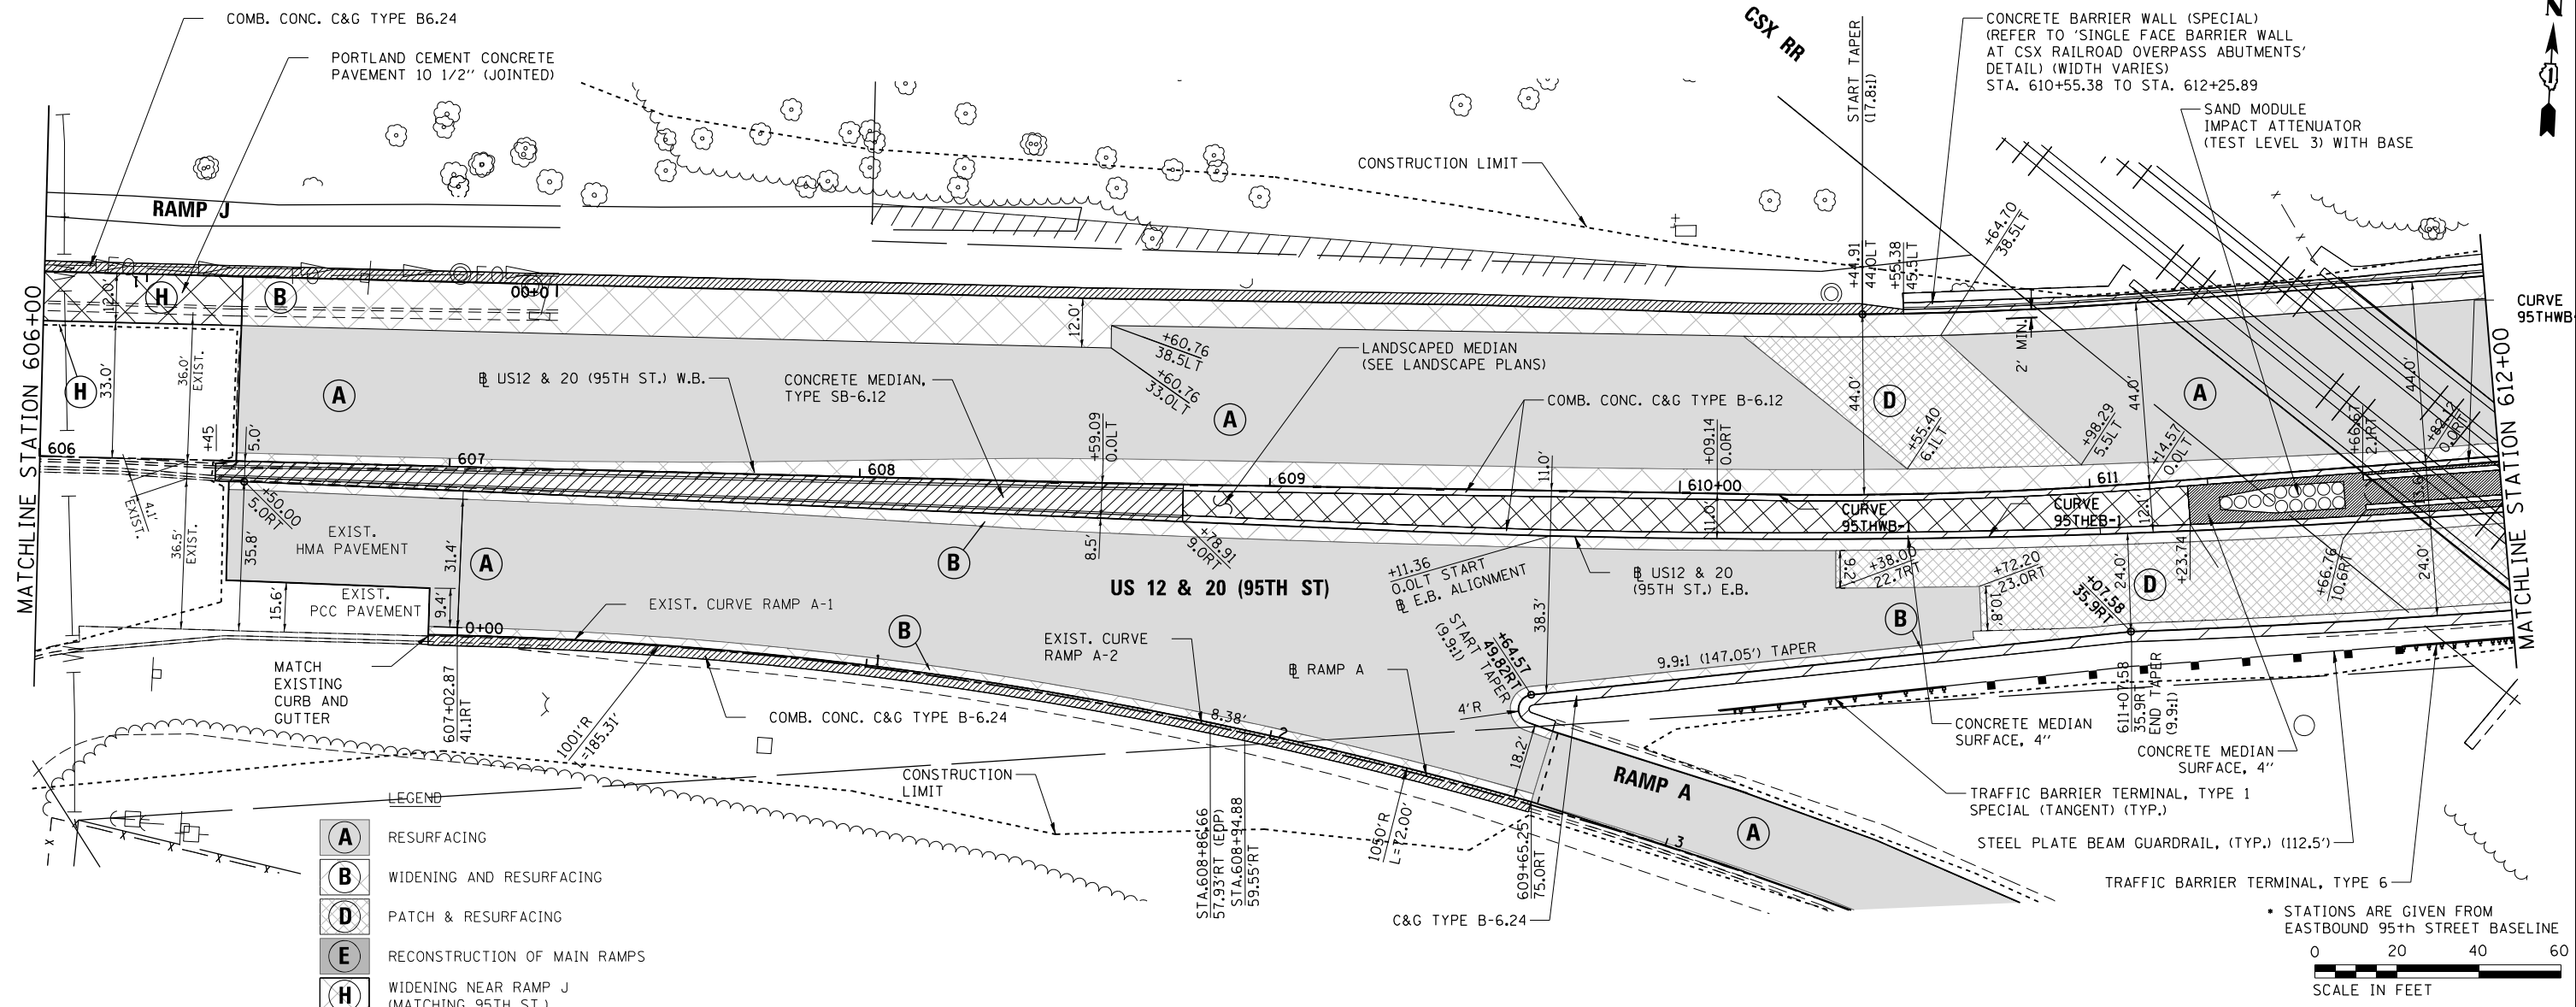 COMB. CONC. C&G TYPE B6.24
PORTLAND CEMENT CONCRETE
PAVEMENT 10 1/2" (JOINTED)
CSX RR
START TAPER
(17.8:1)
CONCRETE BARRIER WALL (SPECIAL)
(REFER TO 'SINGLE FACE BARRIER WALL
AT CSX RAILROAD OVERPASS ABUTMENTS'
DETAIL) (WIDTH VARIES)
STA. 610+55.38 TO STA. 612+25.89
N
SAND MODULE
IMPACT ATTENUATOR
(TEST LEVEL 3) WITH BASE
CONSTRUCTION LIMIT
RAMP J
+64.70
38.5LT
+44.91
44.0LT
+55.38
45.5LT
MATCHLINE STATION 606+00
12.0'
H
B
00+0
12.0'
2' MIN.
CURVE
95THWB-
MATCHLINE STATION 612+00
+60.76
38.5LT
+60.76
33.0LT
LANDSCAPED MEDIAN
(SEE LANDSCAPE PLANS)
H
33.0'
36.0'
EXIST.
A
℄ US12 & 20 (95TH ST.) W.B.
CONCRETE MEDIAN,
TYPE SB-6.12
A
COMB. CONC. C&G TYPE B-6.12
44.0'
D
44.0'
A
44.0'
+55.40
6.1LT
+98.29
5.5LT
+14.57
0.0LT
+66.67
2.1RT
+82.12
0.0RT
606
+45
5.0'
607
608
+59.09
0.0LT
609
11.0'
+09.14
0.0RT
610+00
611
4.1'
EXIST.
36.5'
EXIST.
+50.00
5.0RT
35.8'
EXIST.
HMA PAVEMENT
A
31.4'
B
8.5'
+78.91
9.0RT
11.0'
CURVE
95THWB-1
CURVE
95THEB-1
12.1'
+23.74
3.6'
US 12 & 20 (95TH ST)
+11.36
0.0LT START
℄ E.B. ALIGNMENT
℄ US12 & 20
(95TH ST.) E.B.
9.2'
+38.00
22.7RT
+72.20
23.0RT
10.8'
24.0'
+07.58
35.9RT
D
+66.76
10.6RT
24.0'
15.6'
EXIST.
PCC PAVEMENT
9.4'
0+00
EXIST. CURVE RAMP A-1
B
EXIST. CURVE
RAMP A-2
℄ RAMP A
+64.57
49.82RT
START TAPER
(9.9:1)
38.3'
9.9:1 (147.05') TAPER
B
MATCH
EXISTING
CURB AND
GUTTER
607+02.87
41.1RT
1001'R
L=185.31'
COMB. CONC. C&G TYPE B-6.24
1
8.38'
2
4'R
18.2'
RAMP A
A
3
611+07.58
35.9RT
END TAPER
(9.9:1)
CONCRETE MEDIAN
SURFACE, 4"
CONCRETE MEDIAN
SURFACE, 4"
CONSTRUCTION
LIMIT
STA.608+86.66
57.93'RT (EOP)
STA.608+94.88
59.55'RT
1050'R
L=72.00'
609+65.25
75.0RT
C&G TYPE B-6.24
TRAFFIC BARRIER TERMINAL, TYPE 1
SPECIAL (TANGENT) (TYP.)
STEEL PLATE BEAM GUARDRAIL, (TYP.) (112.5')
TRAFFIC BARRIER TERMINAL, TYPE 6
LEGEND
A RESURFACING
B WIDENING AND RESURFACING
D PATCH & RESURFACING
E RECONSTRUCTION OF MAIN RAMPS
H WIDENING NEAR RAMP J
(MATCHING 95TH ST.)
* STATIONS ARE GIVEN FROM
EASTBOUND 95th STREET BASELINE
0 20 40 60
SCALE IN FEET